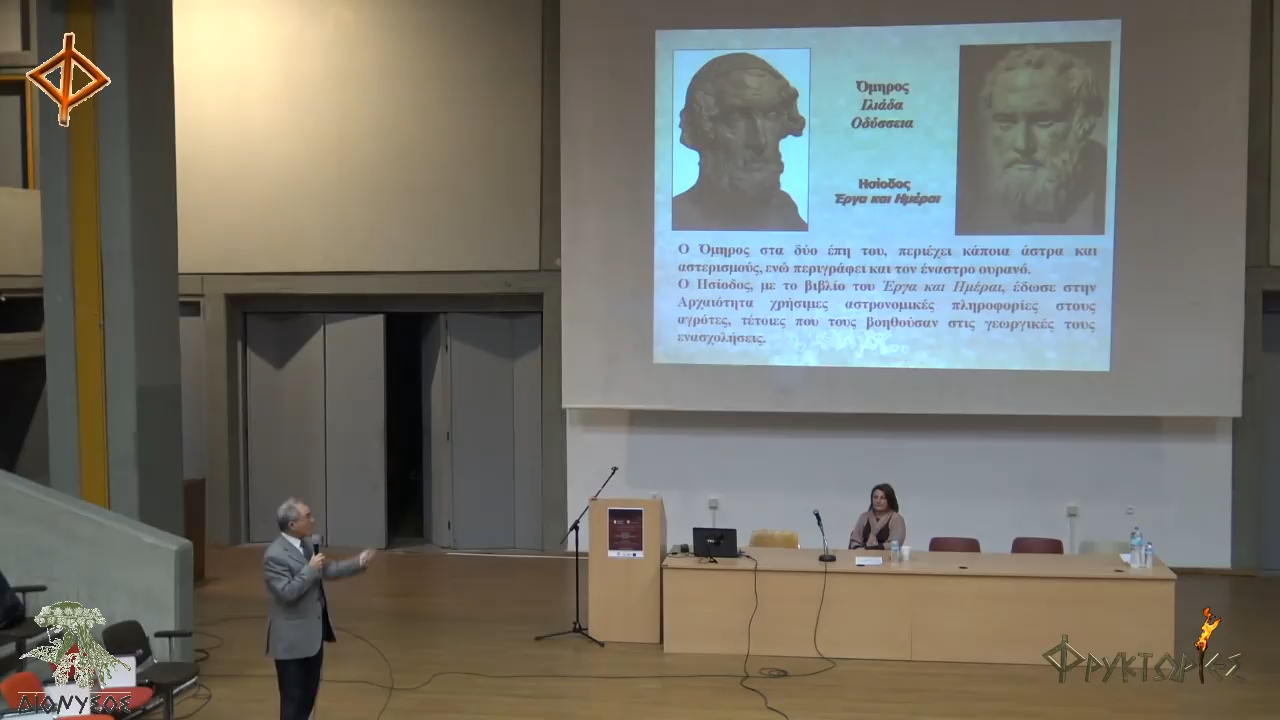 Όμηρος
Ιλιάδα
Οδύσσεια
Ησίοδος
Έργα και Ημέραι
Ο Όμηρος στα δύο έπη του, περιέχει κάποια άστρα και
αστερισμούς, ενώ περιγράφει και τον έναστρο ουρανό.
Ο Ησίοδος, με το βιβλίο του Έργα και Ημέραι, έδωσε στην
Αρχαιότητα χρήσιμες αστρονομικές πληροφορίες στους
αγρότες, τέτοιες που τους βοηθούσαν στις γεωργικές τους
ενασχολήσεις.
ΔΙΟΝΥΣΟΣ
ΦΡΥΚΤΩΡΙΕΣ